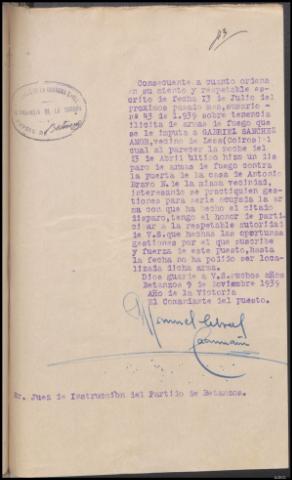 Consecuente a cuanto ordena
en su atento y respetable es-
crito de fecha 13 de Julio del
próximos pasado mes, sumario
nº 43 de 1.939 sobre tenencia
ilicita de armas de fuego que
se le imputa a GABRIEL SANCHEZ
AMOR, vecino de Lesa(Coiros)el
cual al parecer la noche del
13 de Abril último hizo un dis-
paro de armas de fuego contra
la puerta de la casa de Antonio
Bravo N. de la misma vecindad,
interesando se practiquen ges-
tiones para serle ocupada la ar
ma con que ha hecho el citado
disparo, tengo el honor de parti-
cipar a la respetable autoridad
de V.S. que hechas las oportunas
gestiones por el que suscribe
y fuerza de este puesto, hasta
la fecha no ha podido ser loca-
lizada dicha arma.
Dios guarde a V.S. muchos años
Betanzos 9 de Noviembre 1939
Año de la Victoria
El Comandante del puesto.
Manuel
Sr. Juez de Instrucción del Partido de Betanzos.